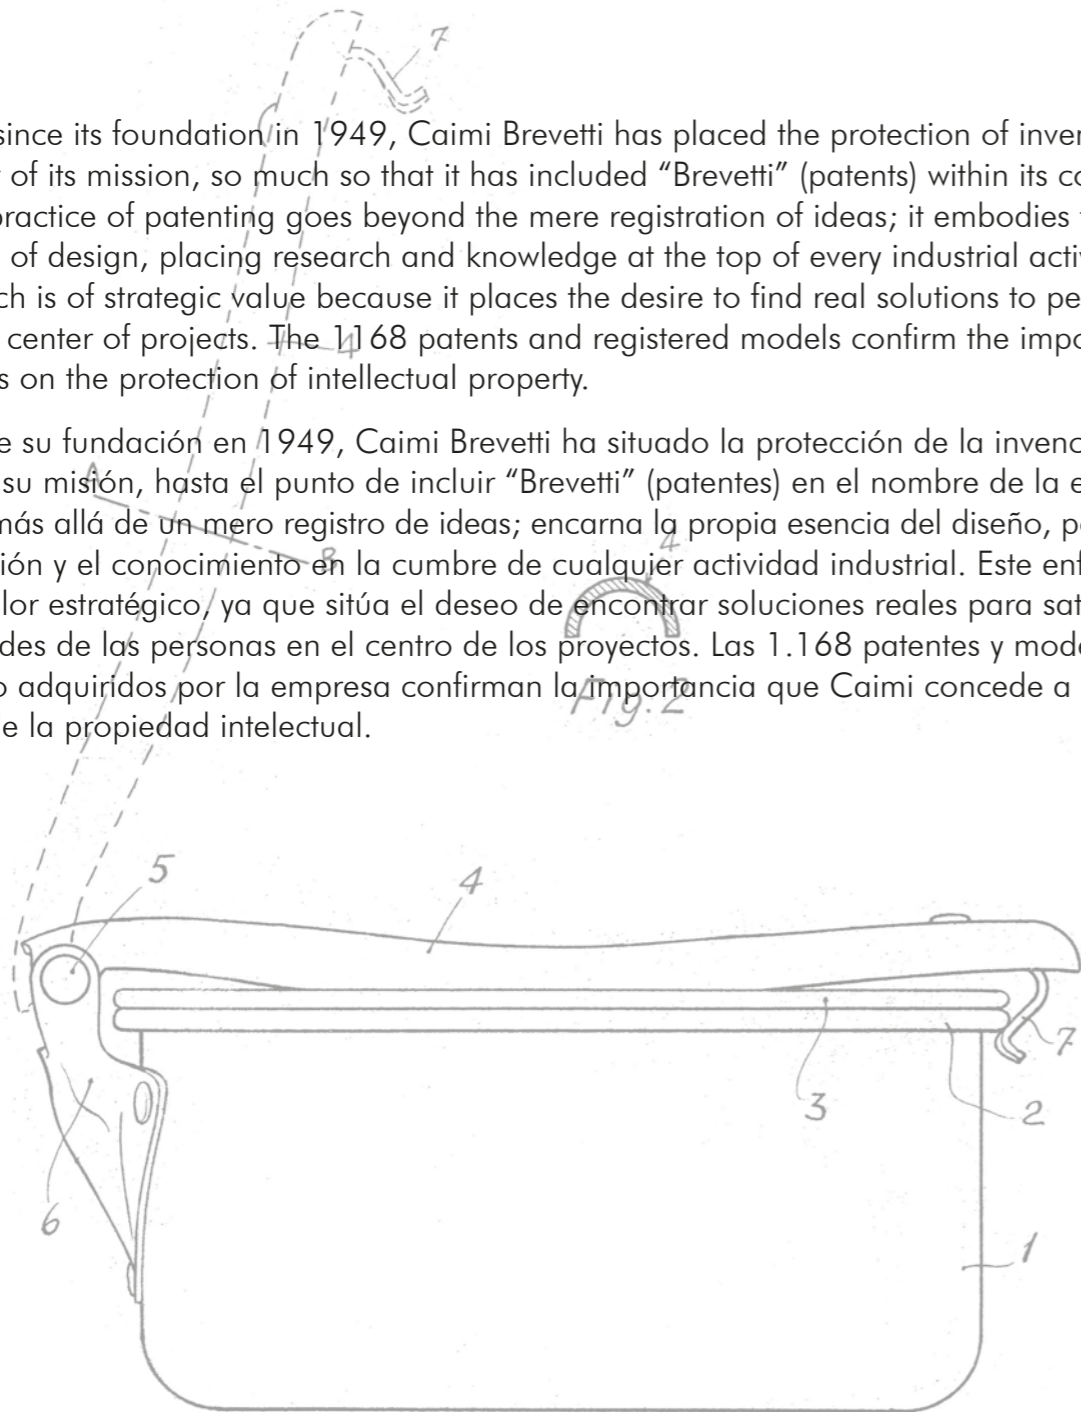 7
since its foundation in 1949, Caimi Brevetti has placed the protection of inven
of its mission, so much so that it has included “Brevetti” (patents) within its co
practice of patenting goes beyond the mere registration of ideas; it embodies
of design, placing research and knowledge at the top of every industrial activ
ch is of strategic value because it places the desire to find real solutions to pe
center of projects. The 1168 patents and registered models confirm the impo
4
s on the protection of intellectual property.
e su fundación en 1949, Caimi Brevetti ha situado la protección de la invenc
su misión, hasta el punto de incluir “Brevetti” (patentes) en el nombre de la e
A
más allá de un mero registro de ideas; encarna la propia esencia del diseño, p
4
ión y el conocimiento en la cumbre de cualquier actividad industrial. Este enf
B
lor estratégico, ya que sitúa el deseo de encontrar soluciones reales para sat
des de las personas en el centro de los proyectos. Las 1.168 patentes y mode
o adquiridos por la empresa confirman la importancia que Caimi concede a
Fig. 2
e la propiedad intelectual.
5
4
7
3
2
6
1